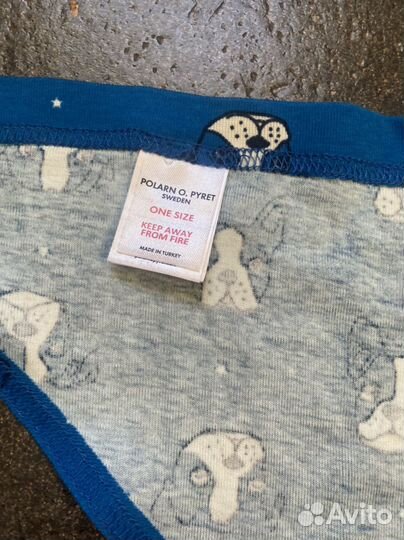 POLARN O. PYRET
SWEDEN
ONE SIZE
KEEP AWAY
FROM FIRE
MADE IN TURKEY
Avito